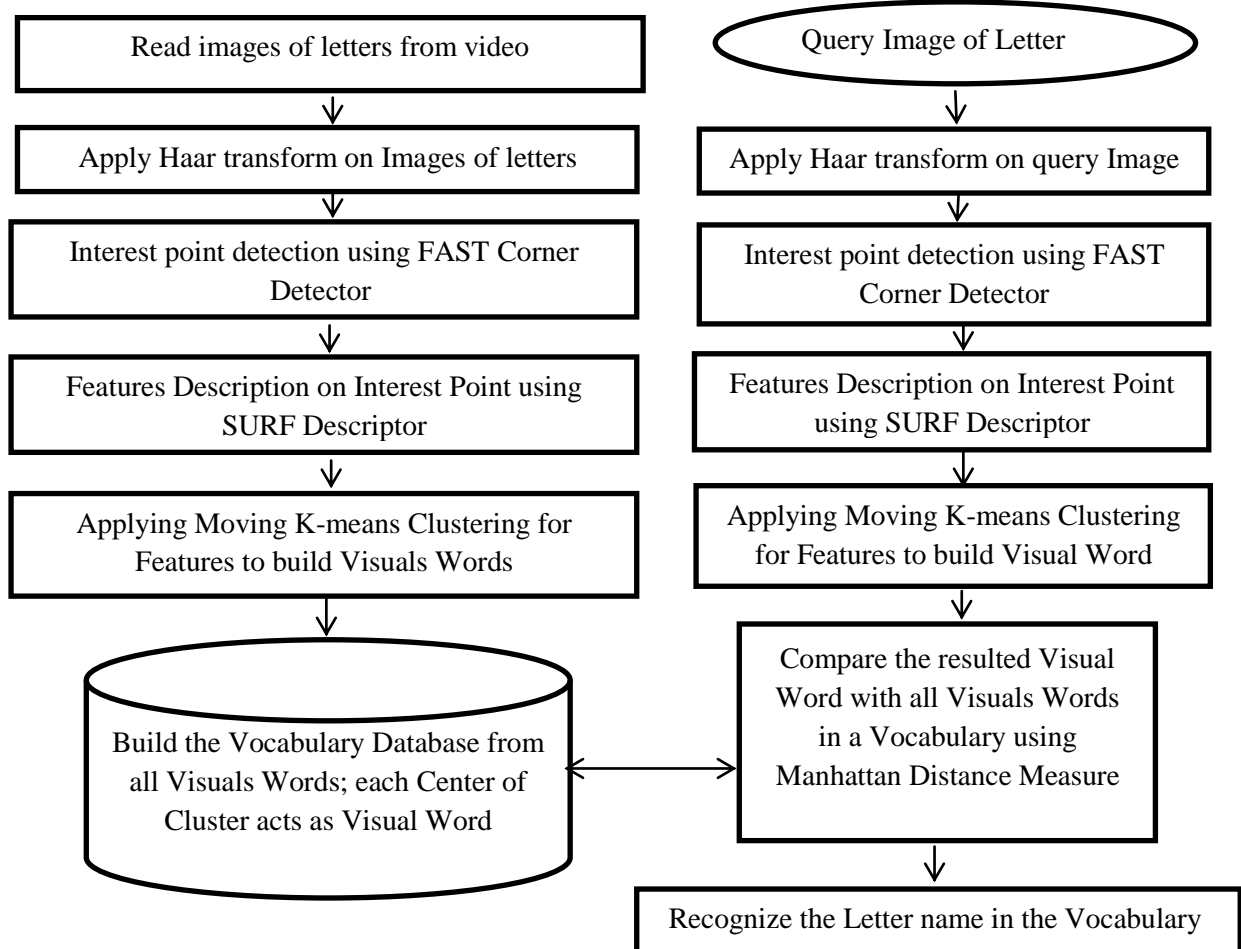 Read images of letters from video
Apply Haar transform on Images of letters
Interest point detection using FAST Corner
Detector
Features Description on Interest Point using
SURF Descriptor
Applying Moving K-means Clustering for
Features to build Visuals Words
Build the Vocabulary Database from
all Visuals Words; each Center of
Cluster acts as Visual Word
Query Image of Letter
Apply Haar transform on query Image
Interest point detection using FAST
Corner Detector
Features Description on Interest Point
using SURF Descriptor
Applying Moving K-means Clustering
for Features to build Visual Word
Compare the resulted Visual
Word with all Visuals Words
in a Vocabulary using
Manhattan Distance Measure
Recognize the Letter name in the Vocabulary